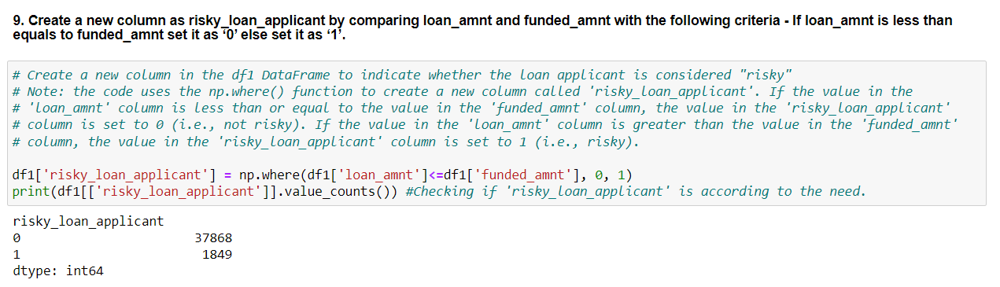 9. Create a new column as risky_loan_applicant by comparing loan_amnt and funded_amnt with the following criteria - If loan_amnt is less than
equals to funded_amnt set it as ‘0’ else set it as ‘1’.
# Create a new column in the df1 DataFrame to indicate whether the loan applicant is considered "risky"
# Note: the code uses the np.where() function to create a new column called 'risky_loan_applicant'. If the value in the
# 'loan_amnt' column is less than or equal to the value in the 'funded_amnt' column, the value in the 'risky_loan_applicant'
# column is set to 0 (i.e., not risky). If the value in the 'loan_amnt' column is greater than the value in the 'funded_amnt'
# column, the value in the 'risky_loan_applicant' column is set to 1 (i.e., risky).
df1['risky_loan_applicant'] = np.where(df1['loan_amnt']<=df1['funded_amnt'], 0, 1)
print(df1[['risky_loan_applicant']].value_counts()) #Checking if 'risky_loan_applicant' is according to the need.
risky_loan_applicant
0 37868
1 1849
dtype: int64